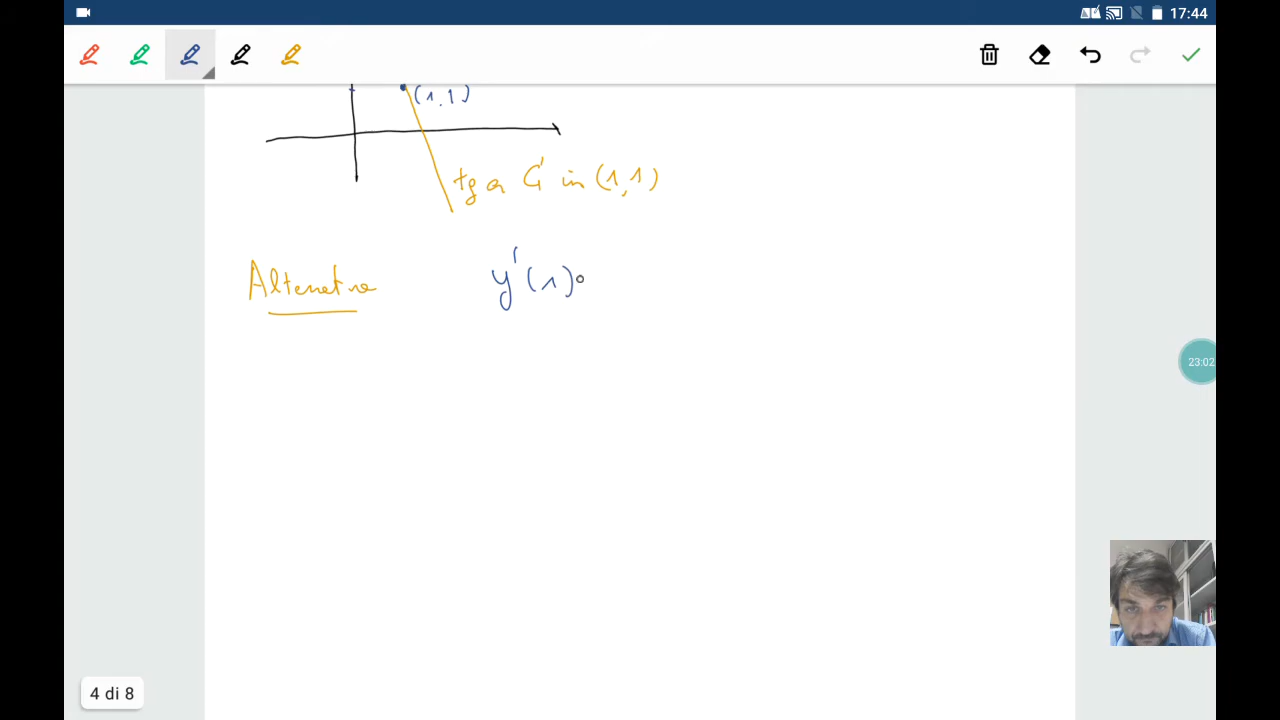 17:44
(1,1)
tg a G in (1,1)
Alternativa
y'(1)
23:02
4 di 8